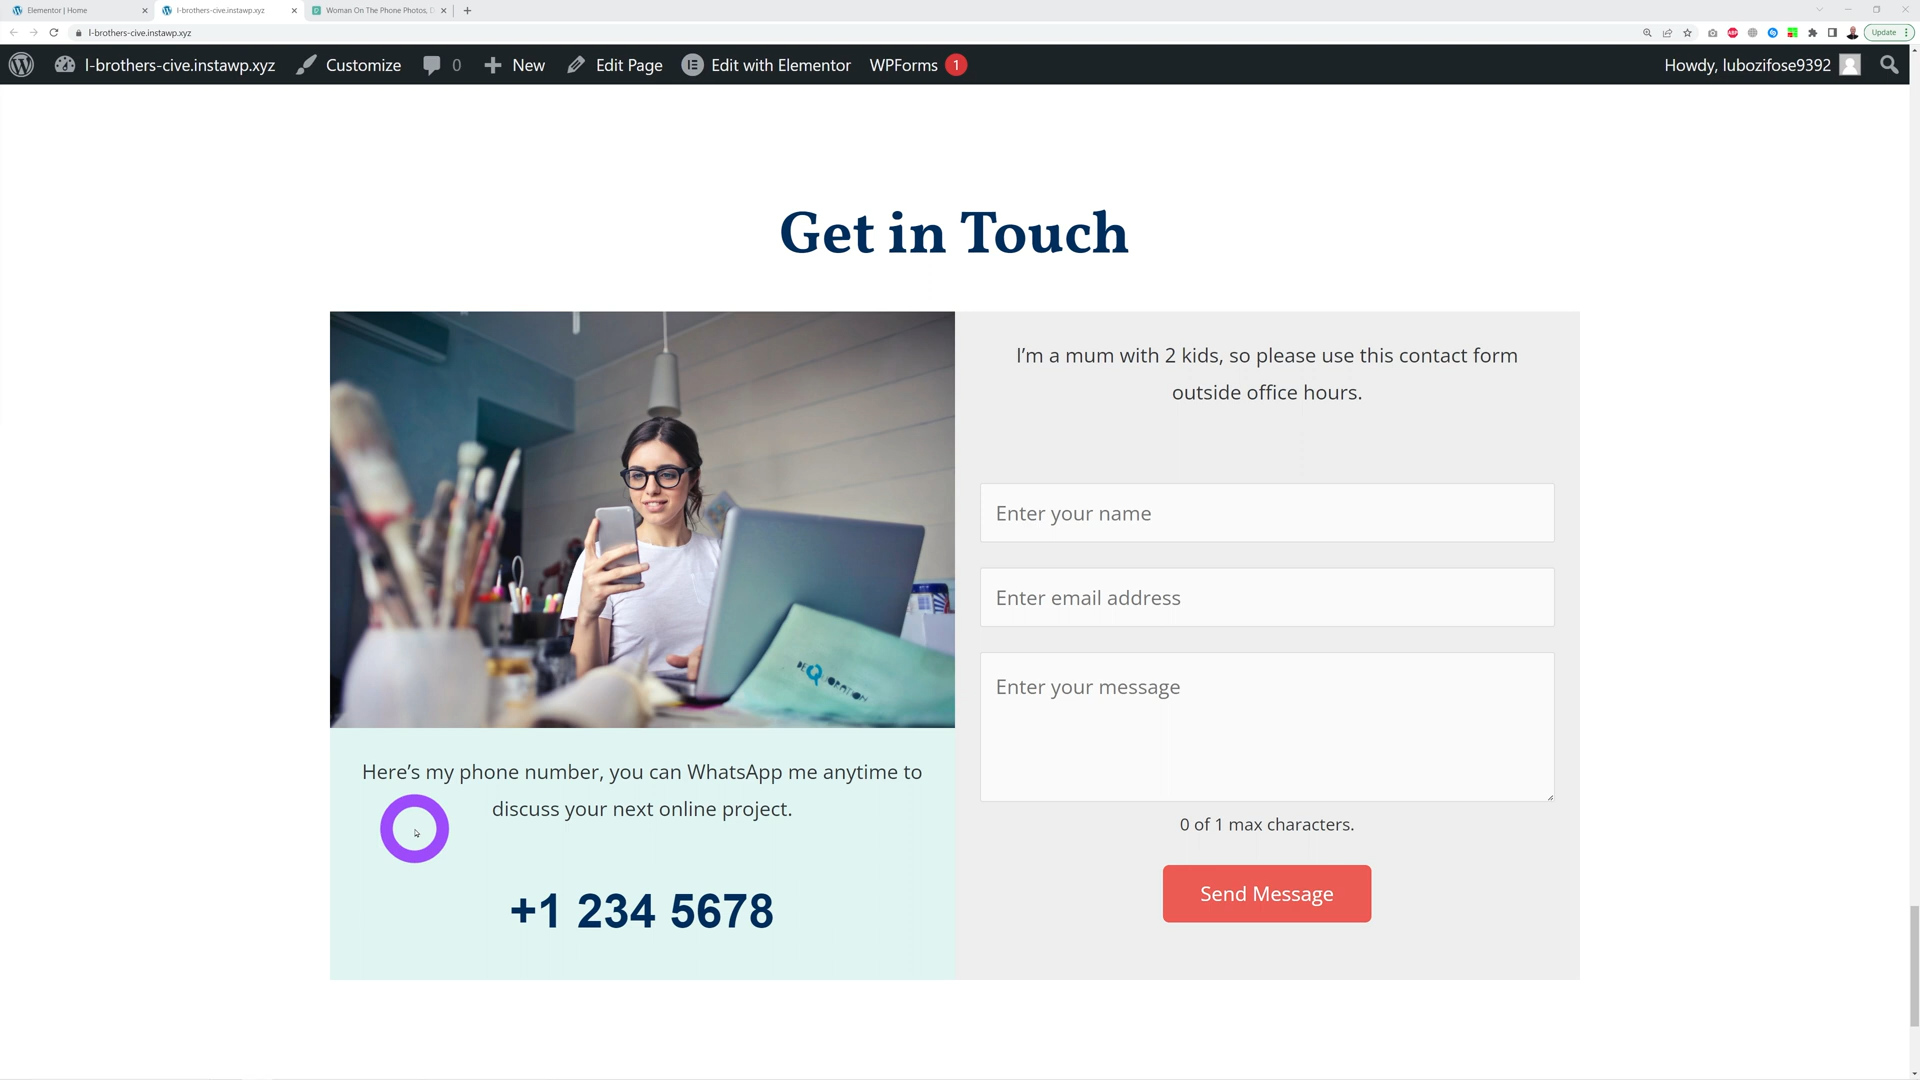 Elementor | Home
l-brothers-cive.instawp.xyz
Woman On The Phone Photos, D
l-brothers-cive.instawp.xyz
Update
l-brothers-cive.instawp.xyz
Customize
0
New
Edit Page
Edit with Elementor
WPForms
1
Howdy, lubozifose9392
Get in Touch
I'm a mum with 2 kids, so please use this contact form
outside office hours.
Enter your name
Enter email address
Enter your message
0 of 1 max characters.
Send Message
Here's my phone number, you can WhatsApp me anytime to
discuss your next online project.
+1 234 5678